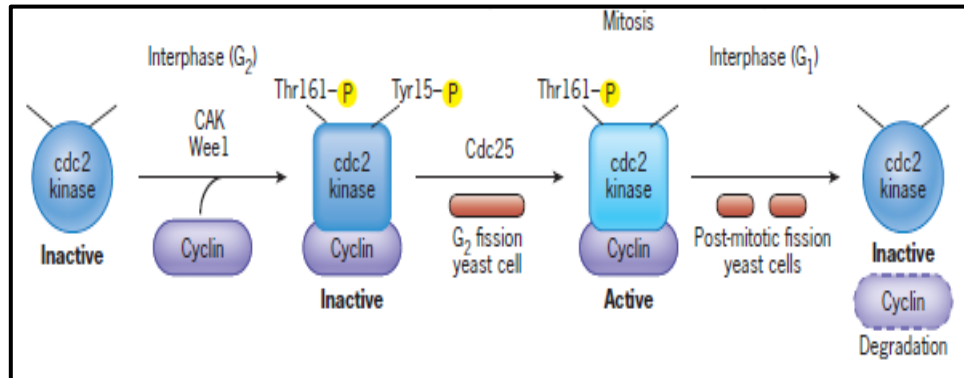 Mitosis
Interphase (G2)
Interphase (G1)
Thr161–P
Tyr15–P
Thr161–P
CAK
Wee1
Cdc25
cdc2
kinase
cdc2
kinase
cdc2
kinase
cdc2
kinase
Inactive
Cyclin
Cyclin
Inactive
G2 fission
yeast cell
Cyclin
Active
Post-mitotic fission
yeast cells
Inactive
Cyclin
Degradation